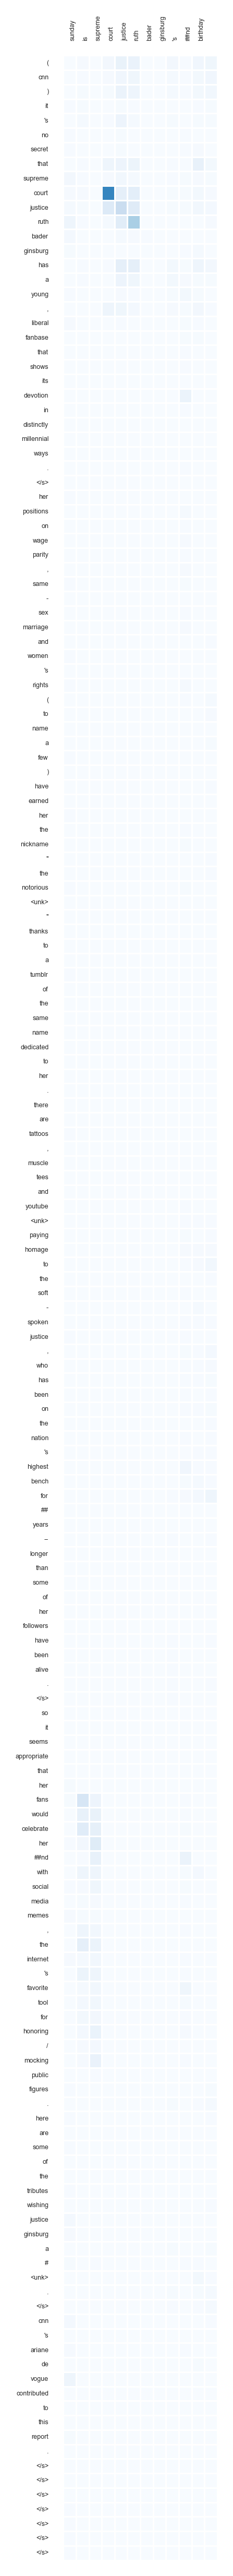 sunday is supreme court justice ruth bader ginsburg 's ##nd birthday
(
cnn
)
it
's
no
secret
that
supreme
court
justice
ruth
bader
ginsburg
has
a
young
,
liberal
fanbase
that
shows
its
devotion
in
distinctly
millennial
ways
.
</s>
her
positions
on
wage
parity
,
same
-
sex
marriage
and
women
's
rights
(
to
name
a
few
)
have
earned
her
the
nickname
"
the
notorious
<unk>
"
thanks
to
a
tumblr
of
the
same
name
dedicated
to
her
.
there
are
tattoos
,
muscle
tees
and
youtube
<unk>
paying
homage
to
the
soft
-
spoken
justice
,
who
has
been
on
the
nation
's
highest
bench
for
##
years
--
longer
than
some
of
her
followers
have
been
alive
.
</s>
so
it
seems
appropriate
that
her
fans
would
celebrate
her
##nd
with
social
media
memes
,
the
internet
's
favorite
tool
for
honoring
/
mocking
public
figures
.
here
are
some
of
the
tributes
wishing
justice
ginsburg
a
#
<unk>
.
</s>
cnn
's
ariane
de
vogue
contributed
to
this
report
.
</s>
</s>
</s>
</s>
</s>
</s>
</s>